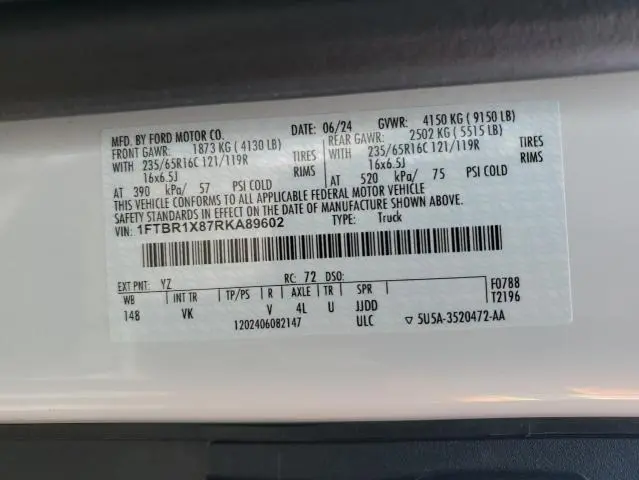 MFD. BY FORD MOTOR CO. DATE: 06/24 GVWR: 4150 KG ( 9150 LB)
FRONT GAWR: 1873 KG ( 4130 LB) REAR GAWR: 2502 KG ( 5515 LB)
WITH 235/65R16C 121/119R TIRES WITH 235/65R16C 121/119R TIRES
16x6.5J RIMS 16x6.5J RIMS
AT 390 kPa/ 57 PSI COLD AT 520 kPa/ 75 PSI COLD
THIS VEHICLE CONFORMS TO ALL APPLICABLE FEDERAL MOTOR VEHICLE
SAFETY STANDARDS IN EFFECT ON THE DATE OF MANUFACTURE SHOWN ABOVE.
VIN: 1FTBR1X87RKA89602 TYPE: Truck
EXT PNT: YZ RC: 72 DSO: F0788
WB INT TR TP/PS R AXLE TR SPR T2196
148 VK V 4L U JJDD
1202406082147 ULC ▽ 5U5A-3520472-AA